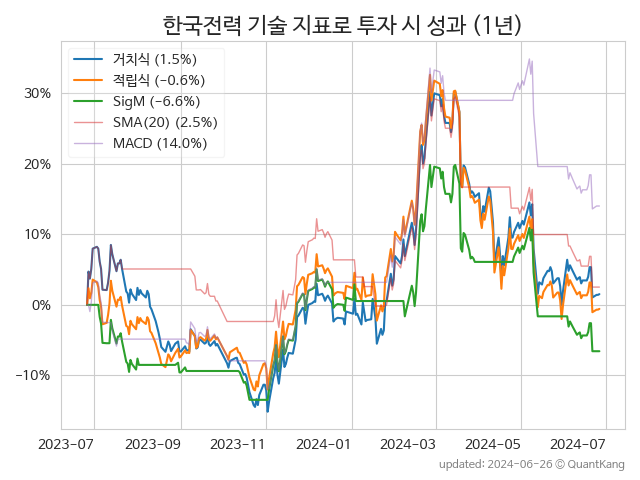 한국전력 기술 지표로 투자 시 성과 (1년)
거치식 (1.5%)
적립식 (−0.6%)
SigM (−6.6%)
SMA(20) (2.5%)
MACD (14.0%)
30%
20%
10%
0%
−10%
2023-07 2023-09 2023-11 2024-01 2024-03 2024-05 2024-07
updated: 2024-06-26 ⓒ QuantKang